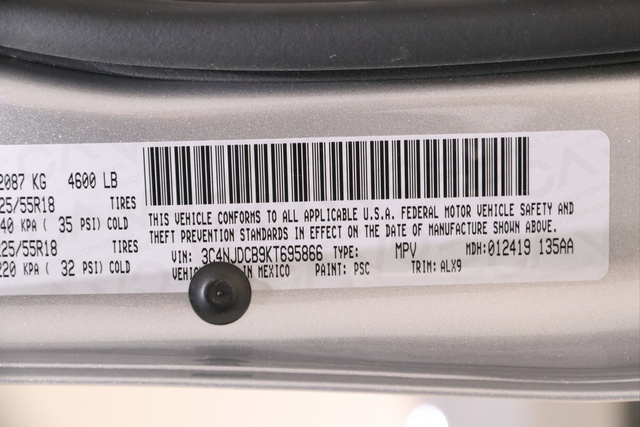 2087 KG 4600 LB
25/55R18 TIRES
40 KPA ( 35 PSI) COLD
25/55R18 TIRES
220 KPA ( 32 PSI) COLD
THIS VEHICLE CONFORMS TO ALL APPLICABLE U.S.A. FEDERAL MOTOR VEHICLE SAFETY AND
THEFT PREVENTION STANDARDS IN EFFECT ON THE DATE OF MANUFACTURE SHOWN ABOVE.
VIN: 3C4NJDCB9KT695866 TYPE: MPV MDH: 012419 135AA
VEHIC IN MEXICO PAINT: PSC TRIM: ALX9